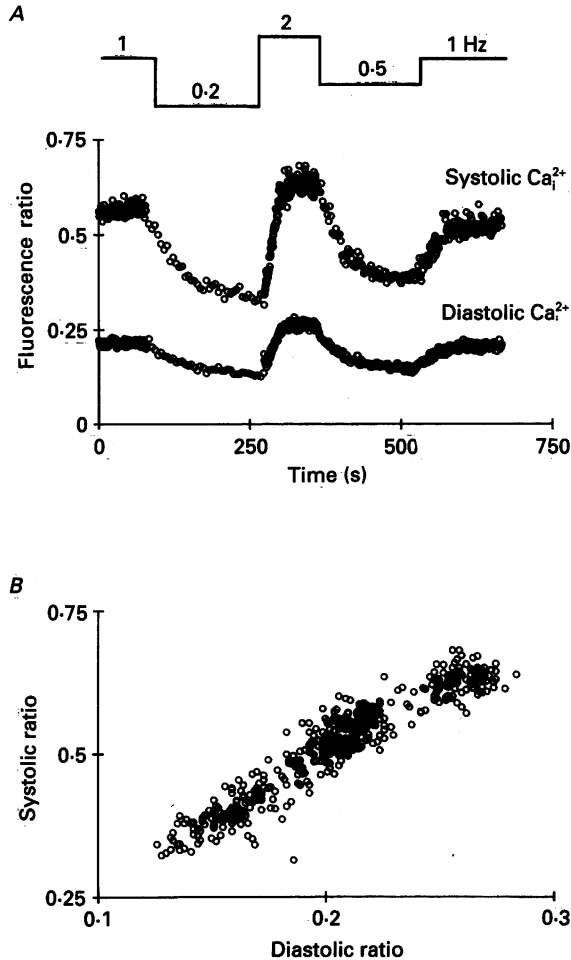 A
1
0·2
2
0·5
1 Hz
0·75
0·5
0·25
0
Fluorescence ratio
Systolic Ca²⁺ᵢ
Diastolic Ca²⁺ᵢ
0 250 500 750
Time (s)
B
0·75
0·5
0·25
Systolic ratio
0·1 0·2 0·3
Diastolic ratio